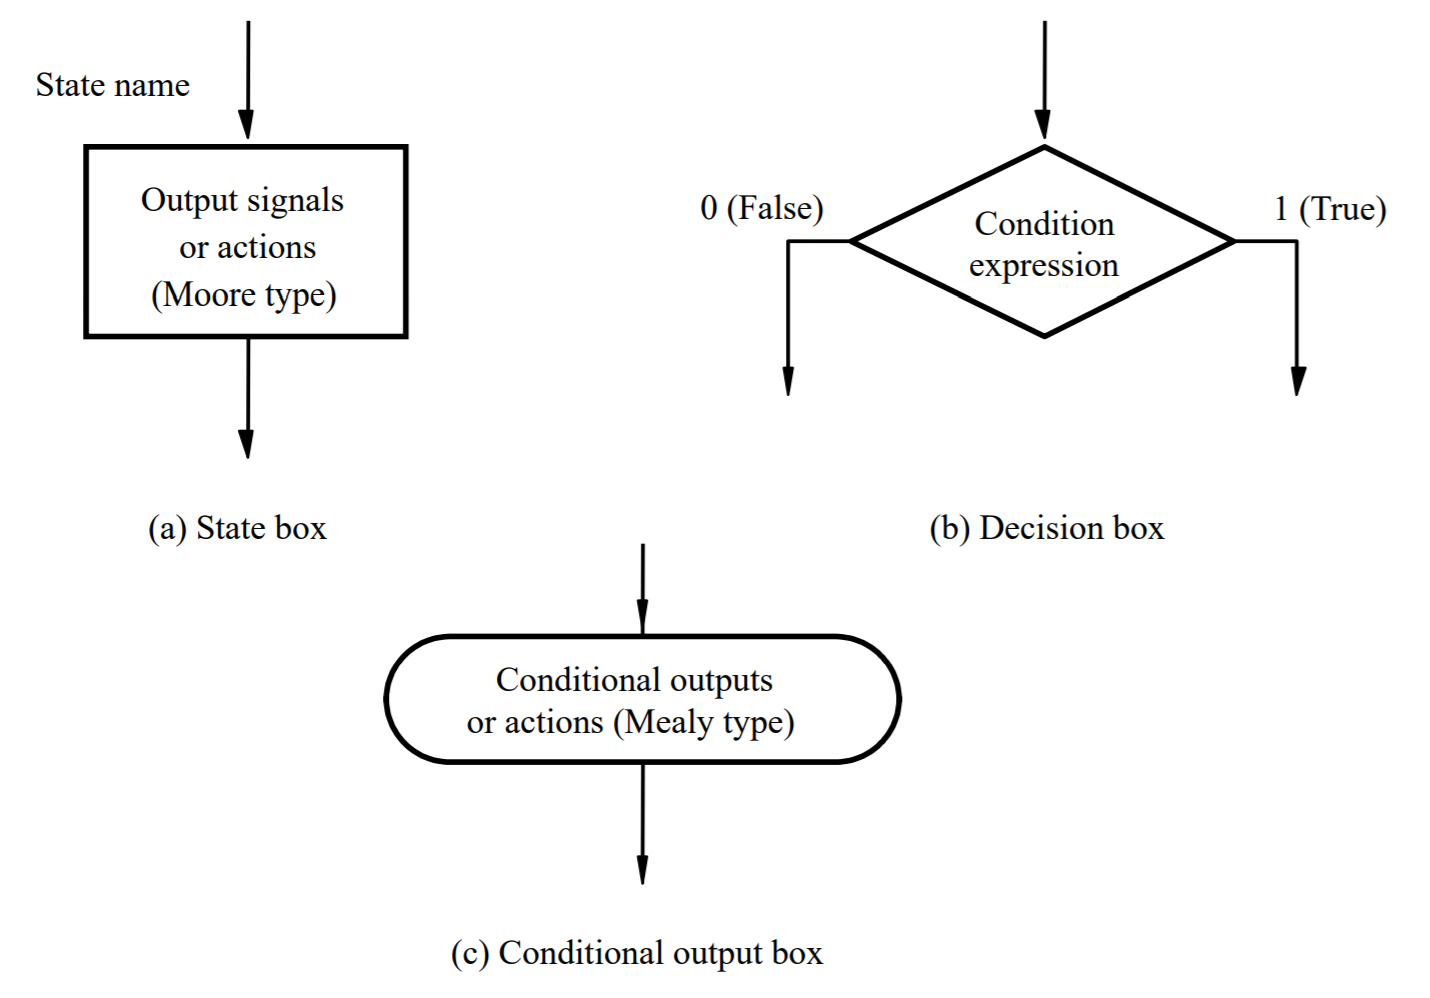 State name
Output signals
or actions
(Moore type)
(a) State box
0 (False)
1 (True)
Condition
expression
(b) Decision box
Conditional outputs
or actions (Mealy type)
(c) Conditional output box